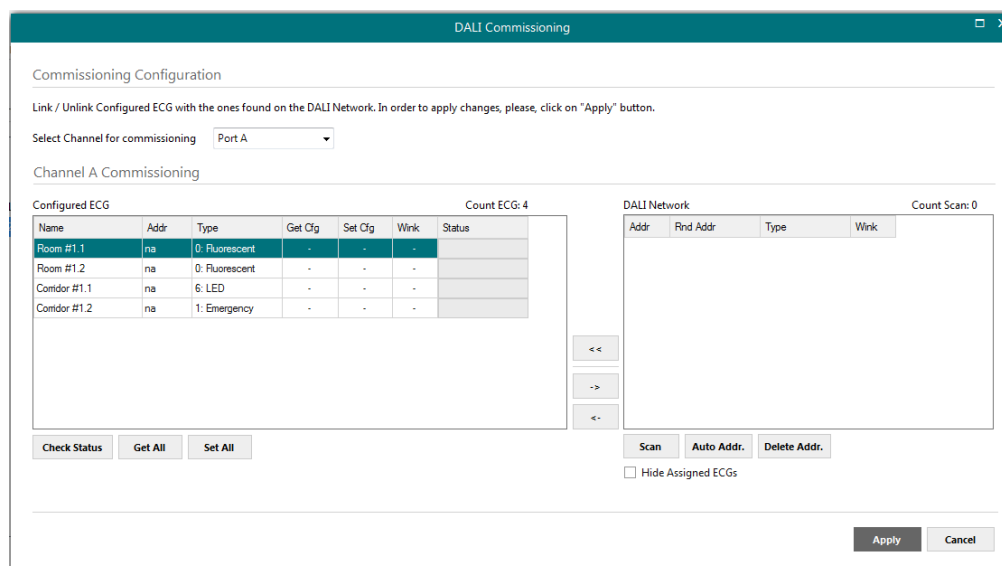 DALI Commissioning
Commissioning Configuration
Link / Unlink Configured ECG with the ones found on the DALI Network. In order to apply changes, please, click on "Apply" button.
Select Channel for commissioning Port A
Channel A Commissioning
Configured ECG Count ECG: 4 DALI Network Count Scan: 0
Name Addr Type Get Cfg Set Cfg Wink Status Addr Rnd Addr Type Wink
Room #1.1 na 0: Fluorescent - - -
Room #1.2 na 0: Fluorescent - - -
Corridor #1.1 na 6: LED - - -
Corridor #1.2 na 1: Emergency - - -
<<
->
<-
Check Status Get All Set All Scan Auto Addr. Delete Addr.
Hide Assigned ECGs
Apply Cancel